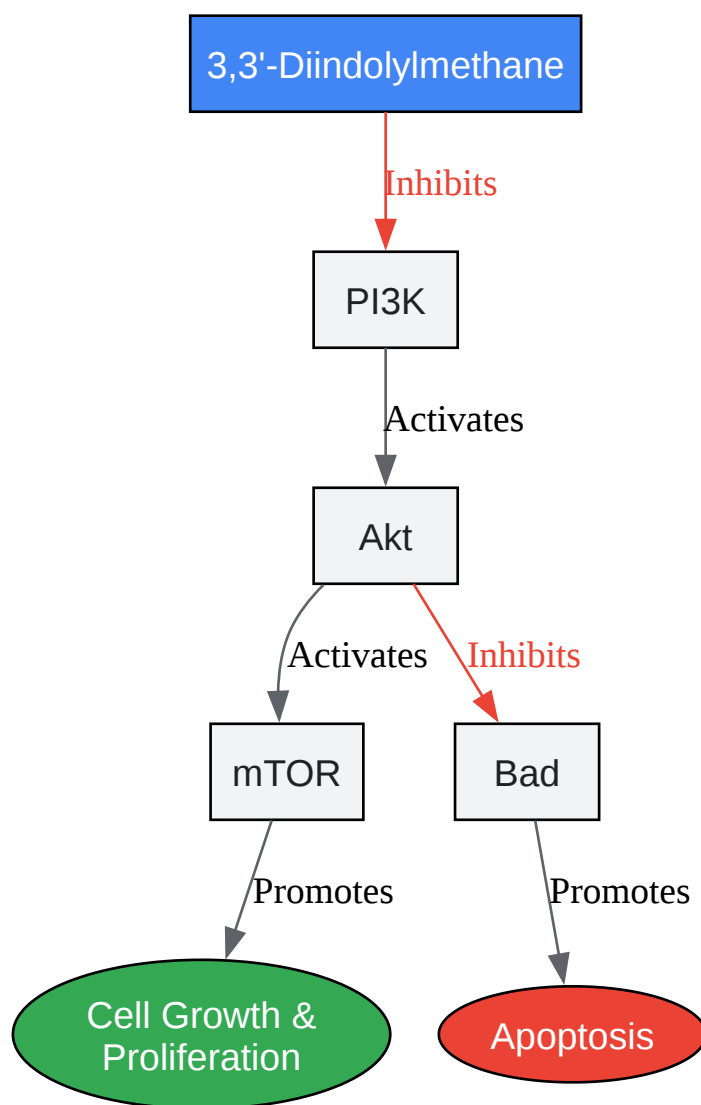 3,3'-Diindolylmethane
Inhibits
PI3K
Activates
Akt
Activates
Inhibits
mTOR
Bad
Promotes
Promotes
Cell Growth &
Proliferation
Apoptosis